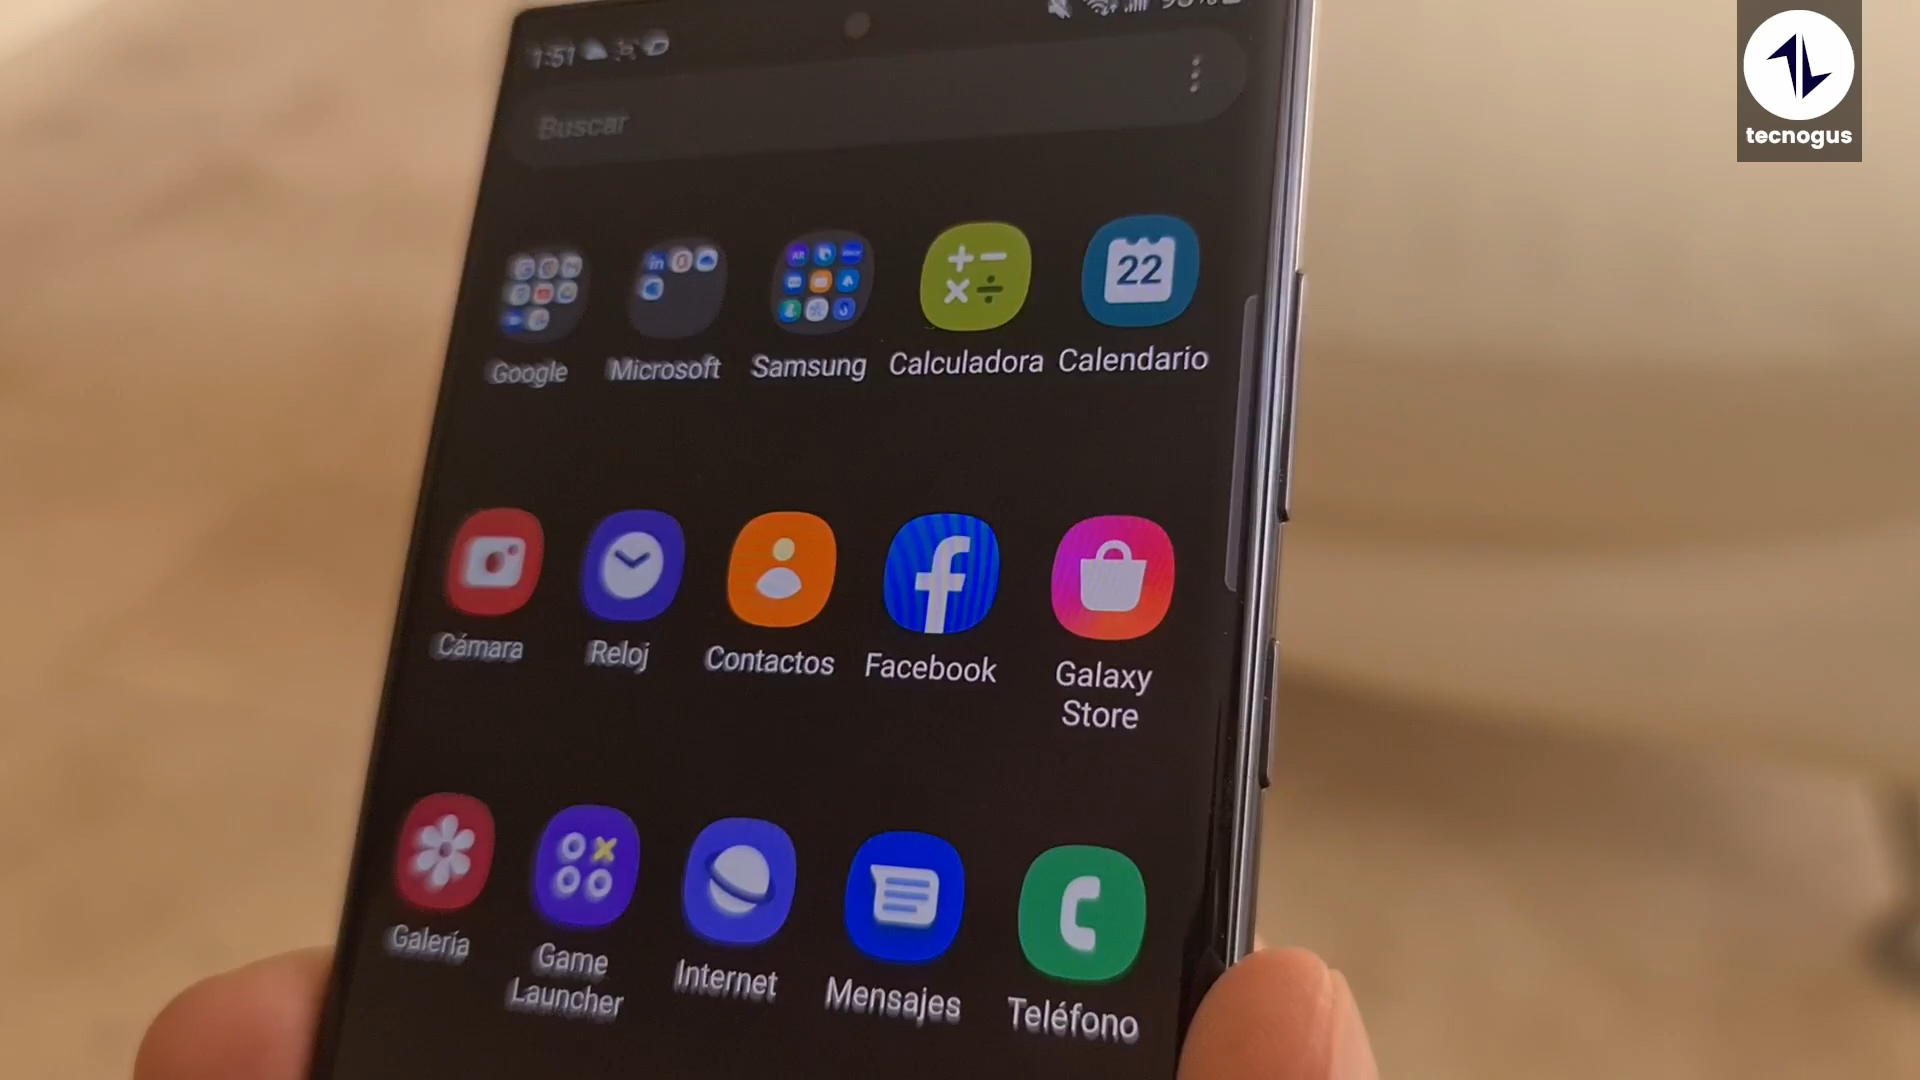 1:51
tecnogus
Buscar
22
Google
Microsoft
Samsung
Calculadora
Calendario
Cámara
Reloj
Contactos
Facebook
Galaxy
Store
Galería
Game
Launcher
Internet
Mensajes
Teléfono